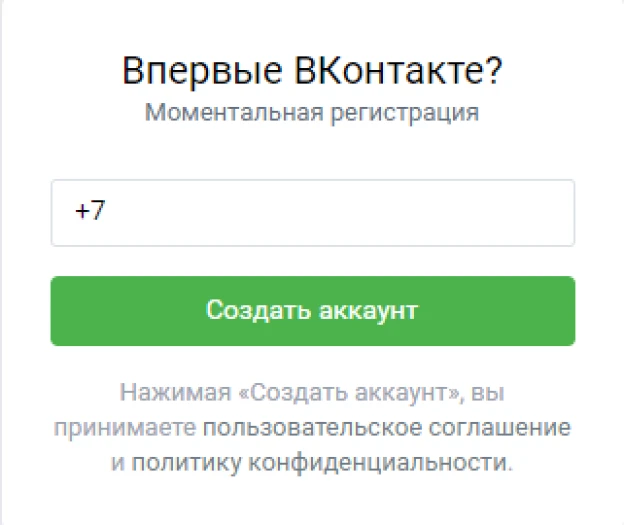 Впервые ВКонтакте?
Моментальная регистрация
+7
Создать аккаунт
Нажимая «Создать аккаунт», вы
принимаете пользовательское соглашение
и политику конфиденциальности.